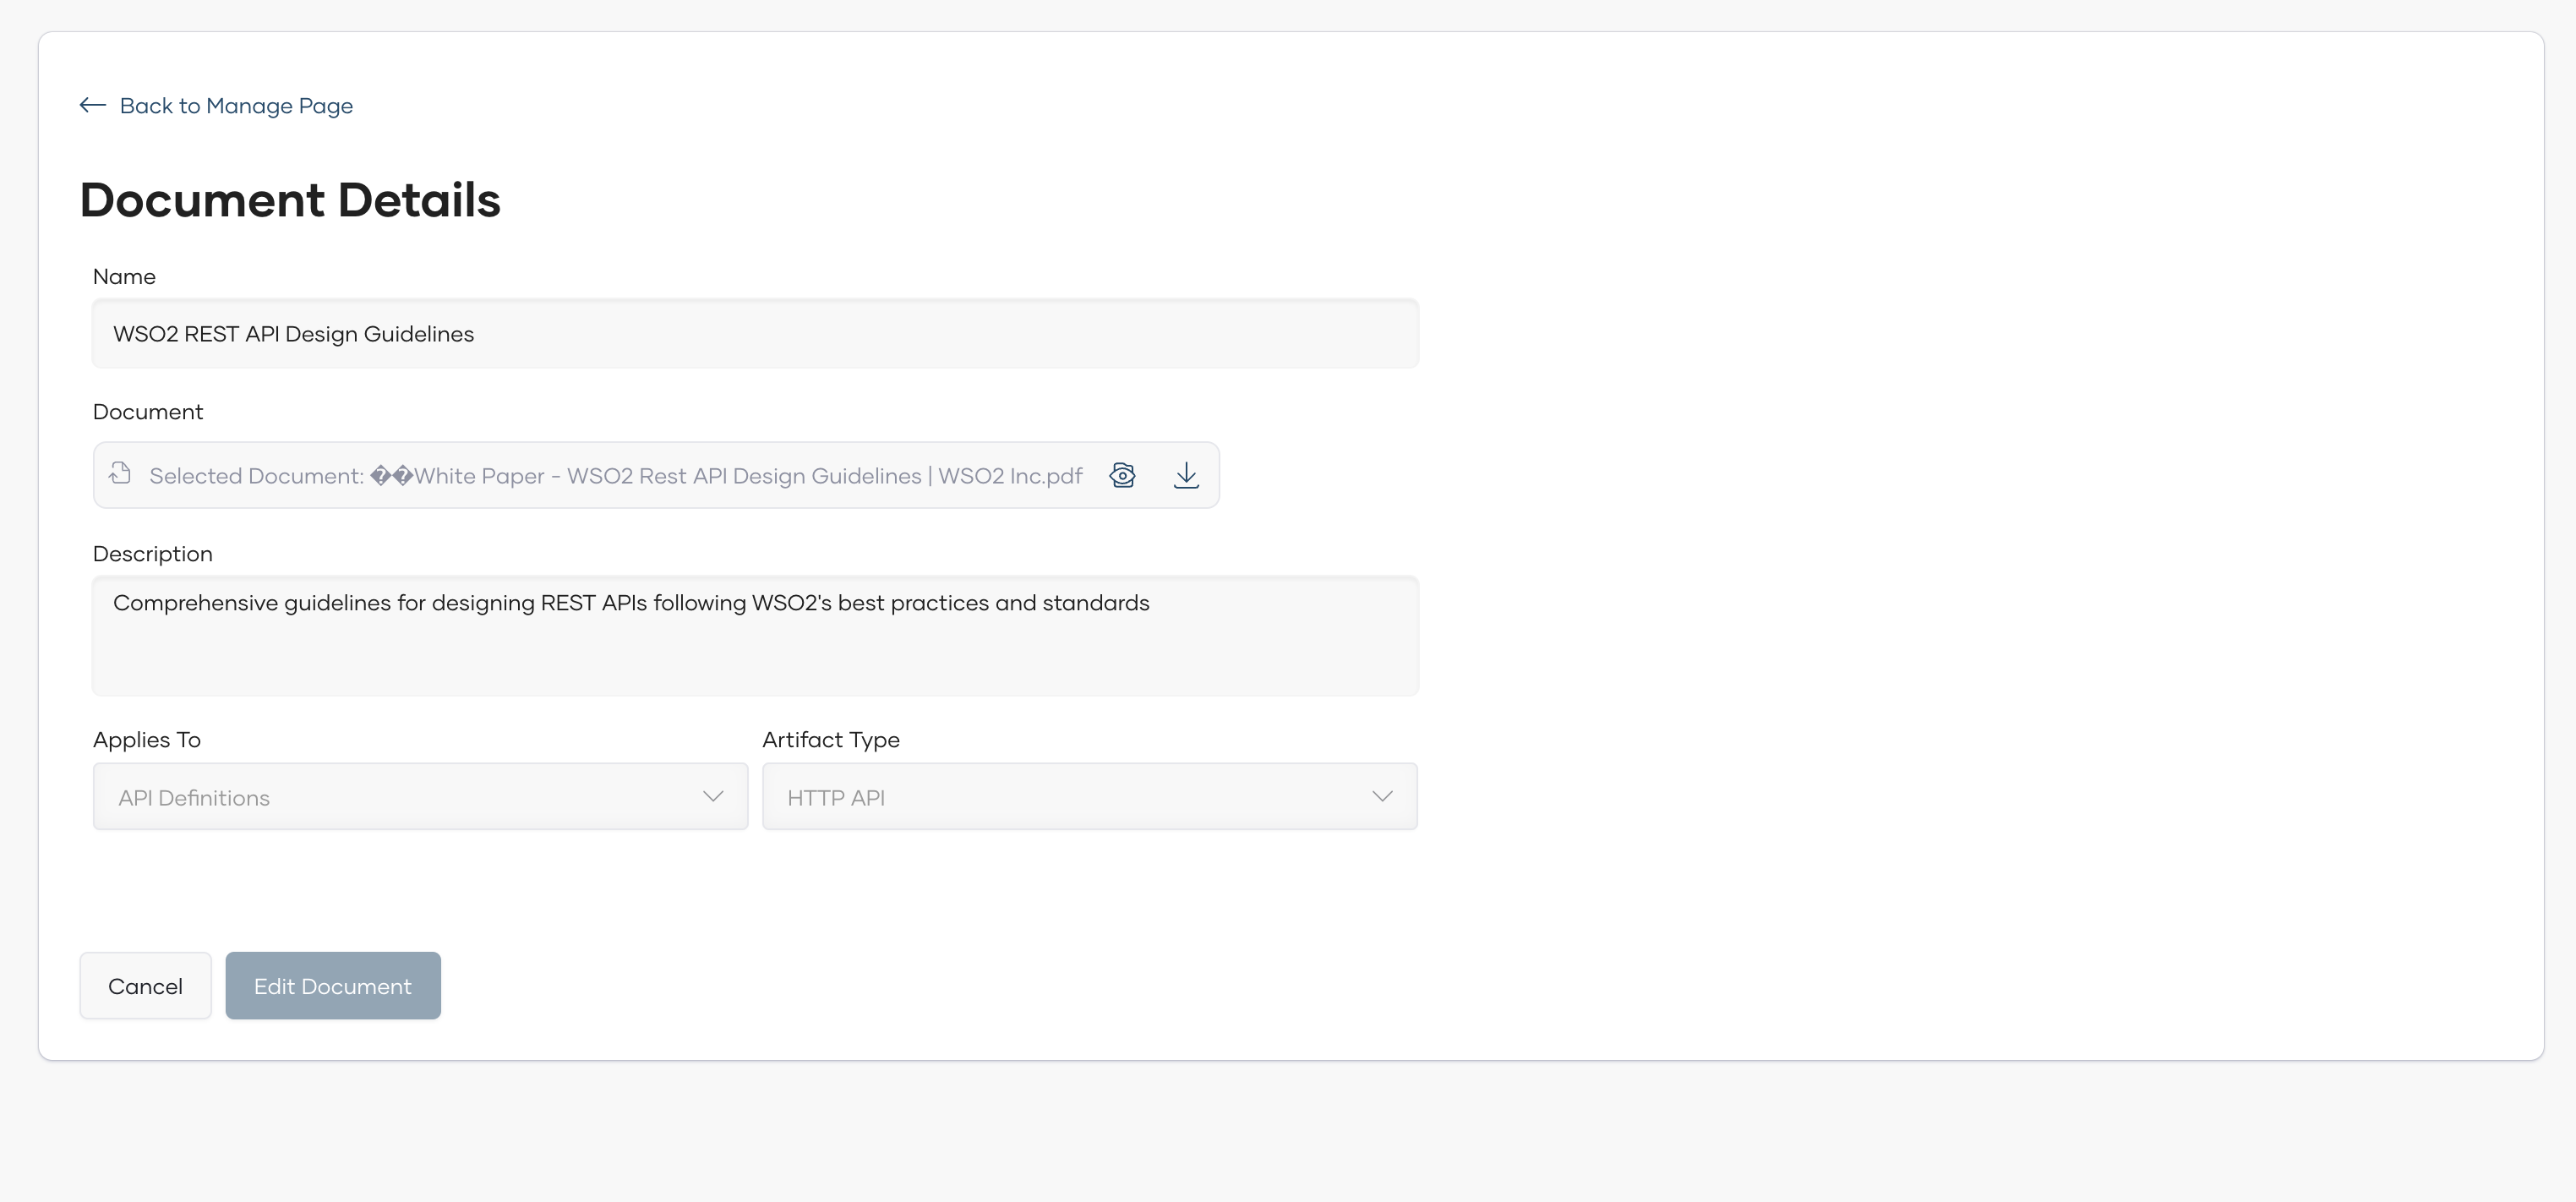 Back to Manage Page
Document Details
Name
WSO2 REST API Design Guidelines
Document
Selected Document: ��White Paper - WSO2 Rest API Design Guidelines | WSO2 Inc.pdf
Description
Comprehensive guidelines for designing REST APIs following WSO2's best practices and standards
Applies To
Artifact Type
API Definitions
HTTP API
Cancel
Edit Document